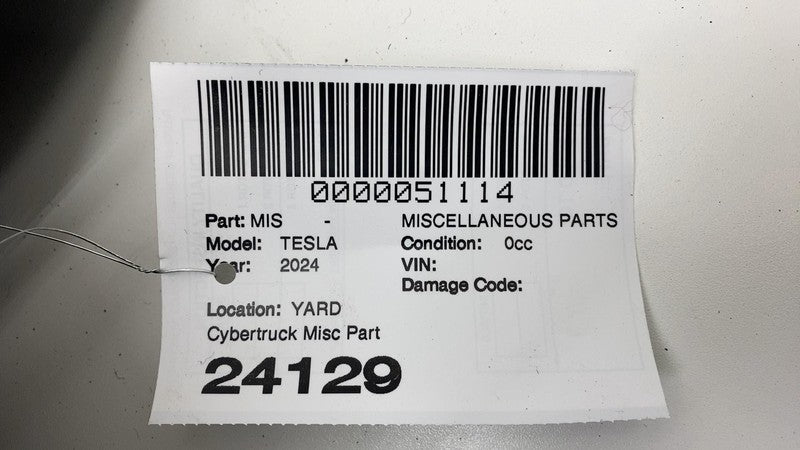 0000051114
Part: MIS - MISCELLANEOUS PARTS
Model: TESLA Condition: 0cc
Year: 2024 VIN:
Damage Code:
Location: YARD
Cybertruck Misc Part
24129